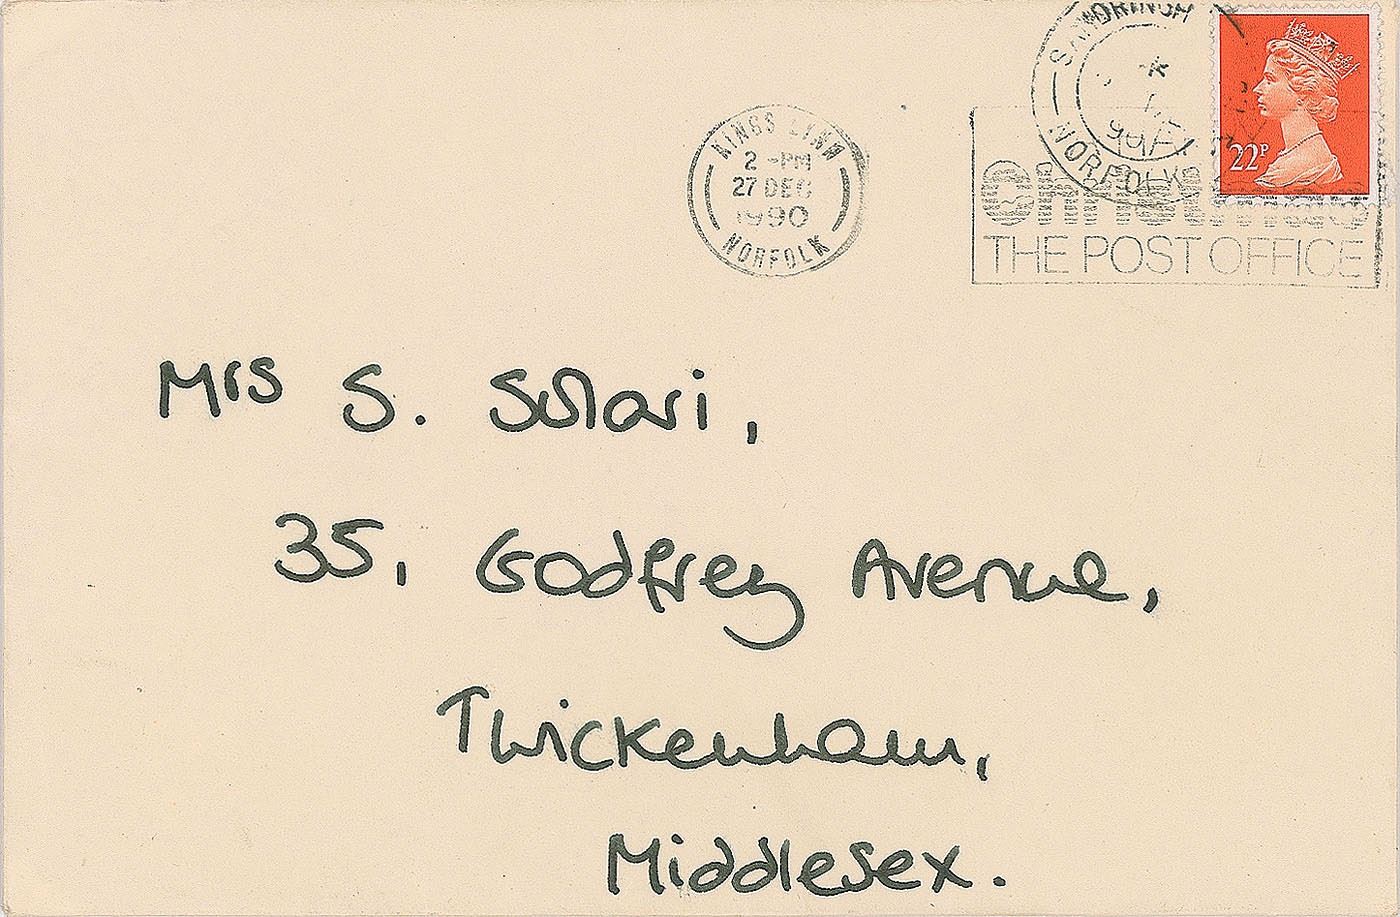 SANDRINGH
NORFOLK
22P
KINGS LYNN
2 -PM
27 DEC
1990
NORFOLK
THE POST OFFICE
Mrs S. Solari,
35, Godfrey Avenue,
Twickenham,
Middlesex.